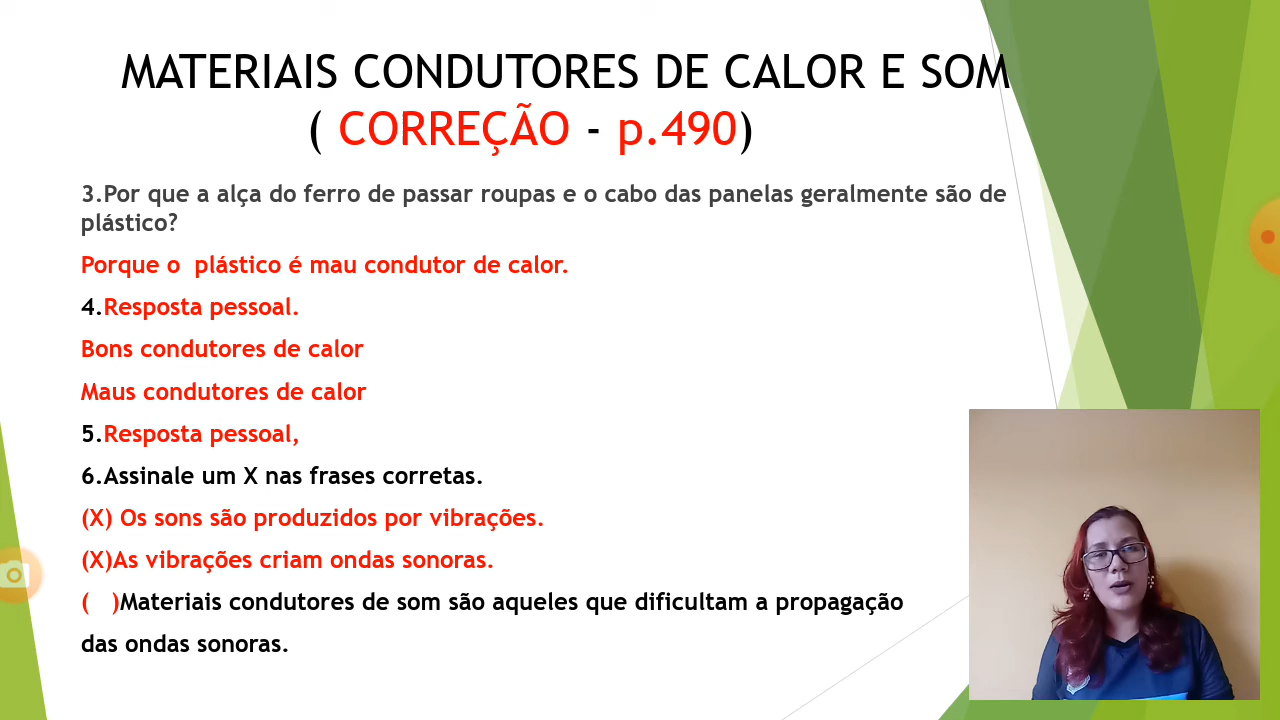 MATERIAIS CONDUTORES DE CALOR E SOM
( CORREÇÃO - p.490)
3.Por que a alça do ferro de passar roupas e o cabo das panelas geralmente são de
plástico?
Porque o  plástico é mau condutor de calor.
4.Resposta pessoal.
Bons condutores de calor
Maus condutores de calor
5.Resposta pessoal,
6.Assinale um X nas frases corretas.
(X) Os sons são produzidos por vibrações.
(X)As vibrações criam ondas sonoras.
(   )Materiais condutores de som são aqueles que dificultam a propagação
das ondas sonoras.